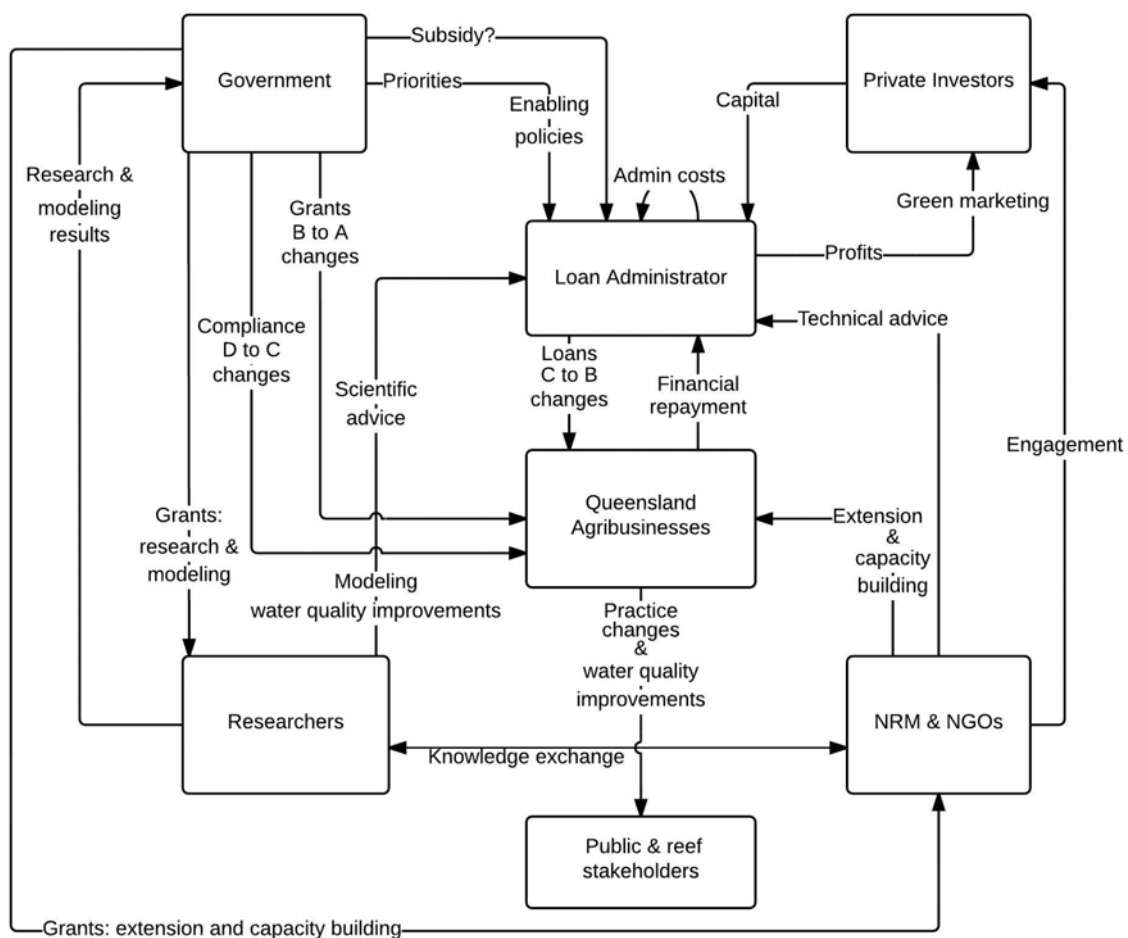 Subsidy?
Government
Private Investors
Priorities
Capital
Enabling
policies
Research &
modeling
results
Admin costs
Green marketing
Grants
B to A
changes
Profits
Loan Administrator
Technical advice
Compliance
D to C
changes
Loans
C to B
changes
Scientific
advice
Financial
repayment
Engagement
Queensland
Agribusinesses
Grants:
research &
modeling
Extension
&
capacity
building
Modeling
water quality improvements
Practice
changes
&
water quality
improvements
Researchers
NRM & NGOs
Knowledge exchange
Public & reef
stakeholders
Grants: extension and capacity building